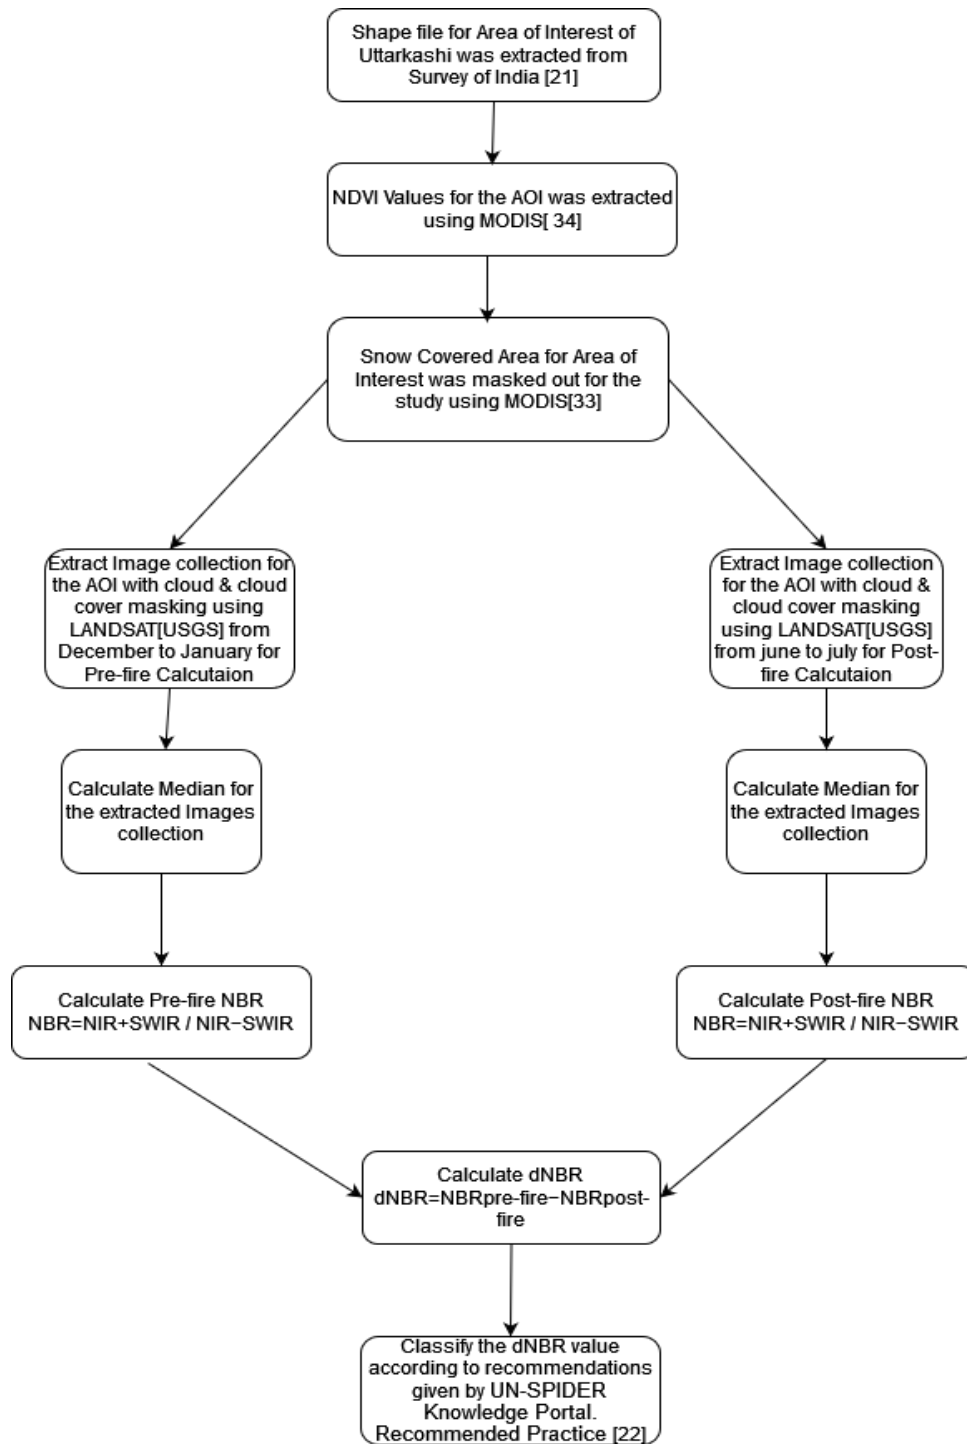 Shape file for Area of Interest of
Uttarkashi was extracted from
Survey of India [21]
NDVI Values for the AOI was extracted
using MODIS[ 34]
Snow Covered Area for Area of
Interest was masked out for the
study using MODIS[33]
Extract Image collection for
the AOI with cloud & cloud
cover masking using
LANDSAT[USGS] from
December to January for
Pre-fire Calcutaion
Extract Image collection
for the AOI with cloud &
cloud cover masking
using LANDSAT[USGS]
from june to july for Post-
fire Calcutaion
Calculate Median for
the extracted Images
collection
Calculate Median for
the extracted Images
collection
Calculate Pre-fire NBR
NBR=NIR+SWIR / NIR−SWIR
Calculate Post-fire NBR
NBR=NIR+SWIR / NIR−SWIR
Calculate dNBR
dNBR=NBRpre-fire−NBRpost-
fire
Classify the dNBR value
according to recommendations
given by UN-SPIDER
Knowledge Portal.
Recommended Practice [22]